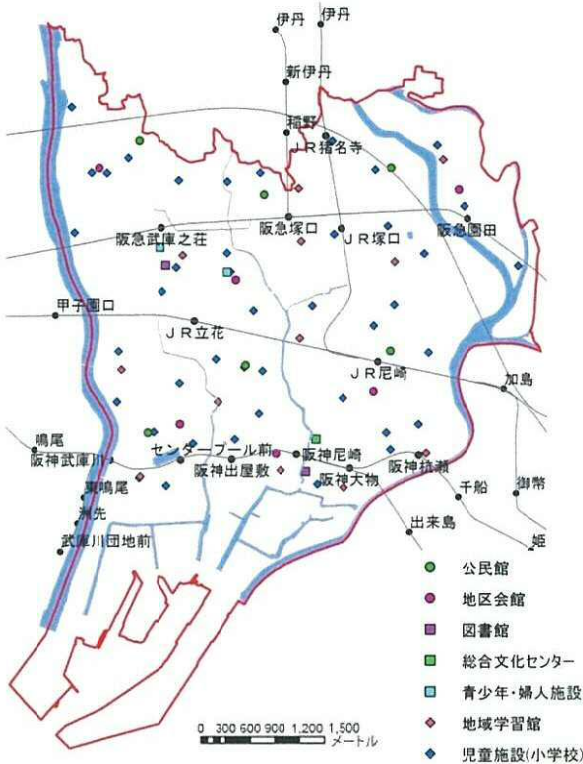 伊丹
伊丹
新伊丹
稲野
JR猪名寺
阪急武庫之荘
阪急塚口
JR塚口
阪急園田
甲子園口
JR立花
JR尼崎
加島
鳴尾
阪神武庫川
センタープール前
阪神出屋敷
阪神尼崎
阪神大物
阪神杭瀬
東鳴尾
洲先
武庫川団地前
千船
御幣
出来島
姫
公民館
地区会館
図書館
総合文化センター
青少年・婦人施設
地域学習館
児童施設(小学校)
0 300 600 900 1,200 1,500
メートル